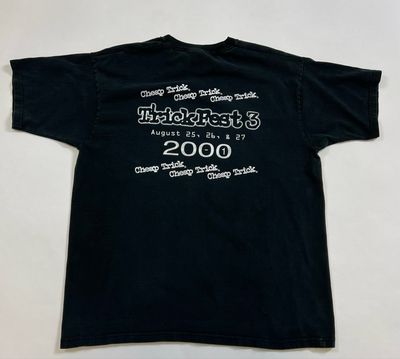 Cheap Trick.
Cheap Trick.
Cheap Trick.
TrickFest 3
August 25, 26, & 27
2000
Cheap Trick.
Cheap Trick.
Cheap Trick.